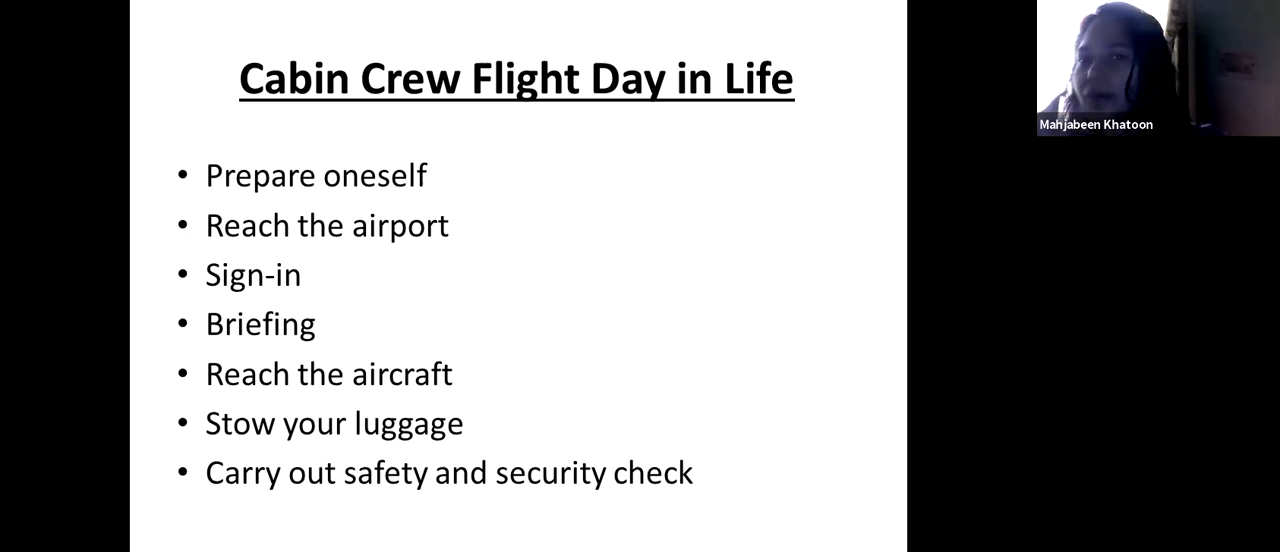 Cabin Crew Flight Day in Life
• Prepare oneself
• Reach the airport
• Sign-in
• Briefing
• Reach the aircraft
• Stow your luggage
• Carry out safety and security check
Mahjabeen Khatoon